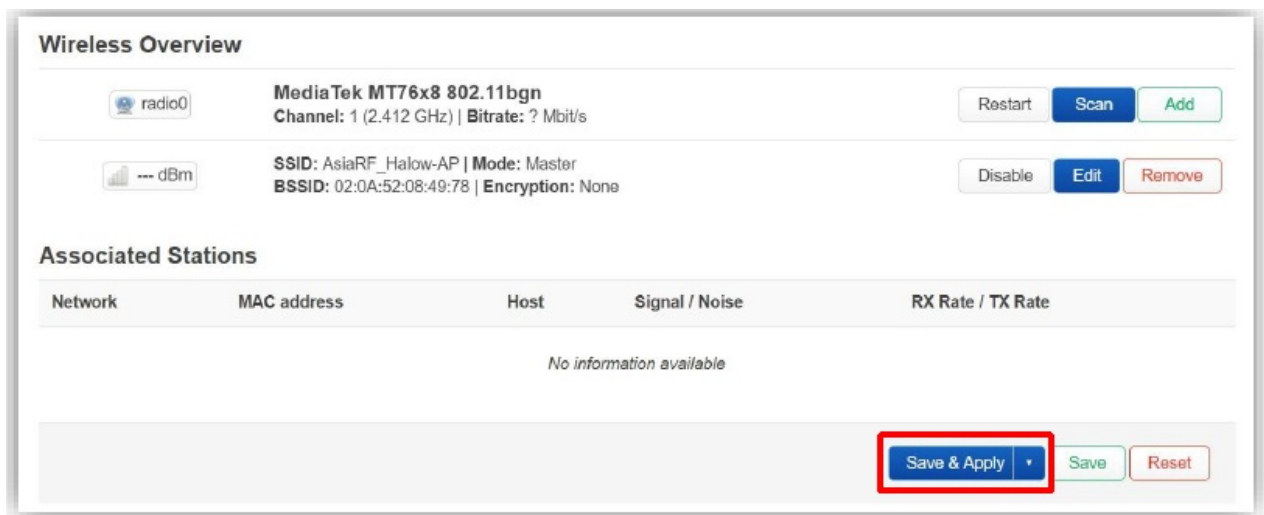 Wireless Overview
radio0
MediaTek MT76x8 802.11bgn
Channel: 1 (2.412 GHz) | Bitrate: ? Mbit/s
Restart Scan Add
--- dBm
SSID: AsiaRF_Halow-AP | Mode: Master
BSSID: 02:0A:52:08:49:78 | Encryption: None
Disable Edit Remove
Associated Stations
Network MAC address Host Signal / Noise RX Rate / TX Rate
No information available
Save & Apply Save Reset